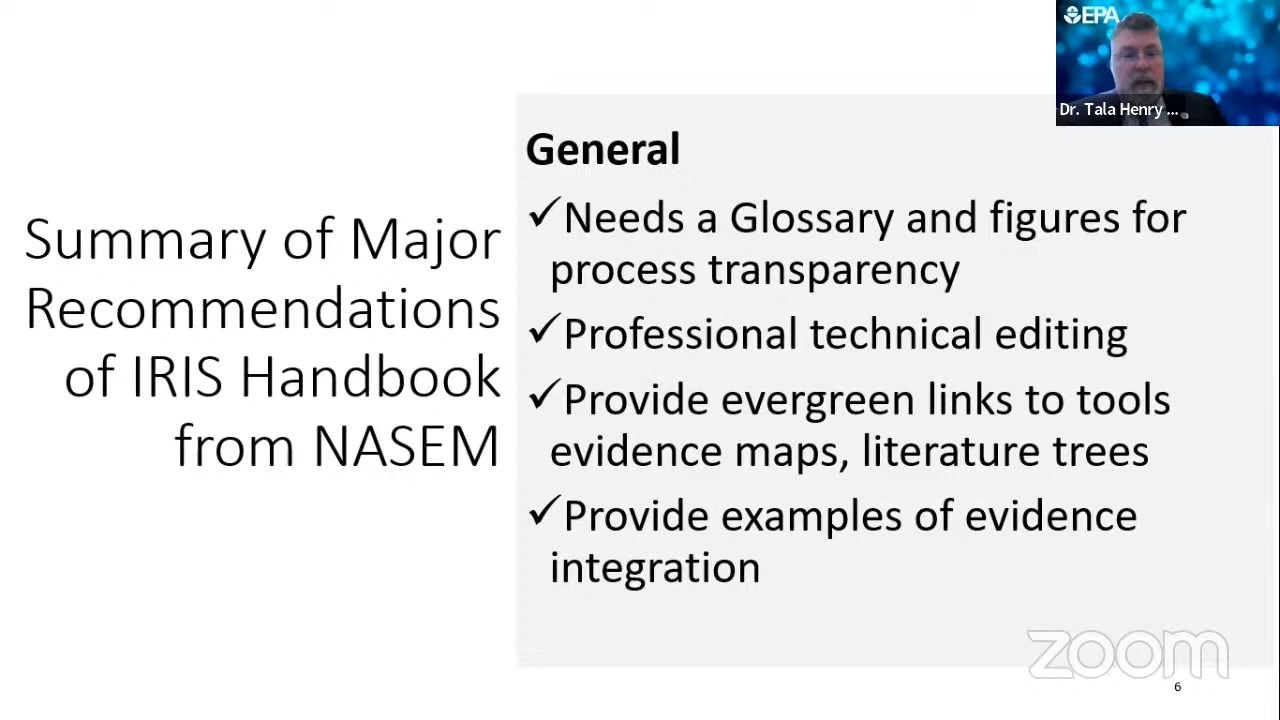 EPA
Dr. Tala Henry ...
Summary of Major
Recommendations
of IRIS Handbook
from NASEM
General
✓Needs a Glossary and figures for
process transparency
✓Professional technical editing
✓Provide evergreen links to tools
evidence maps, literature trees
✓Provide examples of evidence
integration
zoom
6